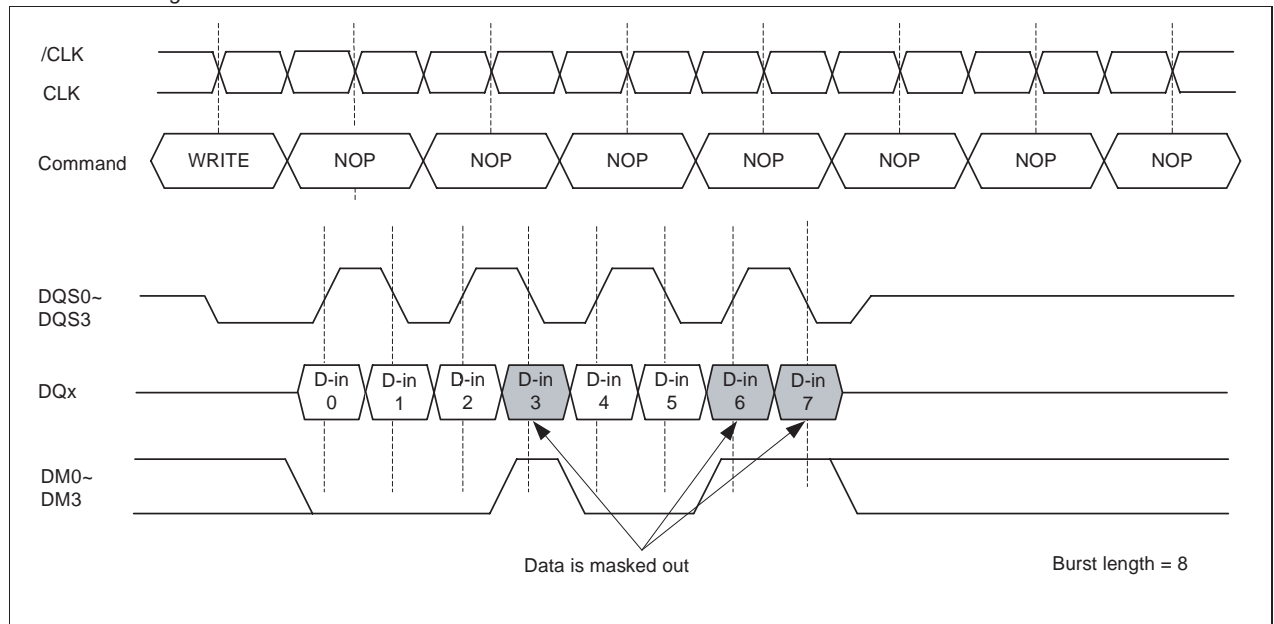 /CLK
CLK
Command WRITE NOP NOP NOP NOP NOP NOP NOP
DQS0~
DQS3
DQx
D-in D-in D-in D-in D-in D-in D-in D-in
0 1 2 3 4 5 6 7
DM0~
DM3
Data is masked out
Burst length = 8